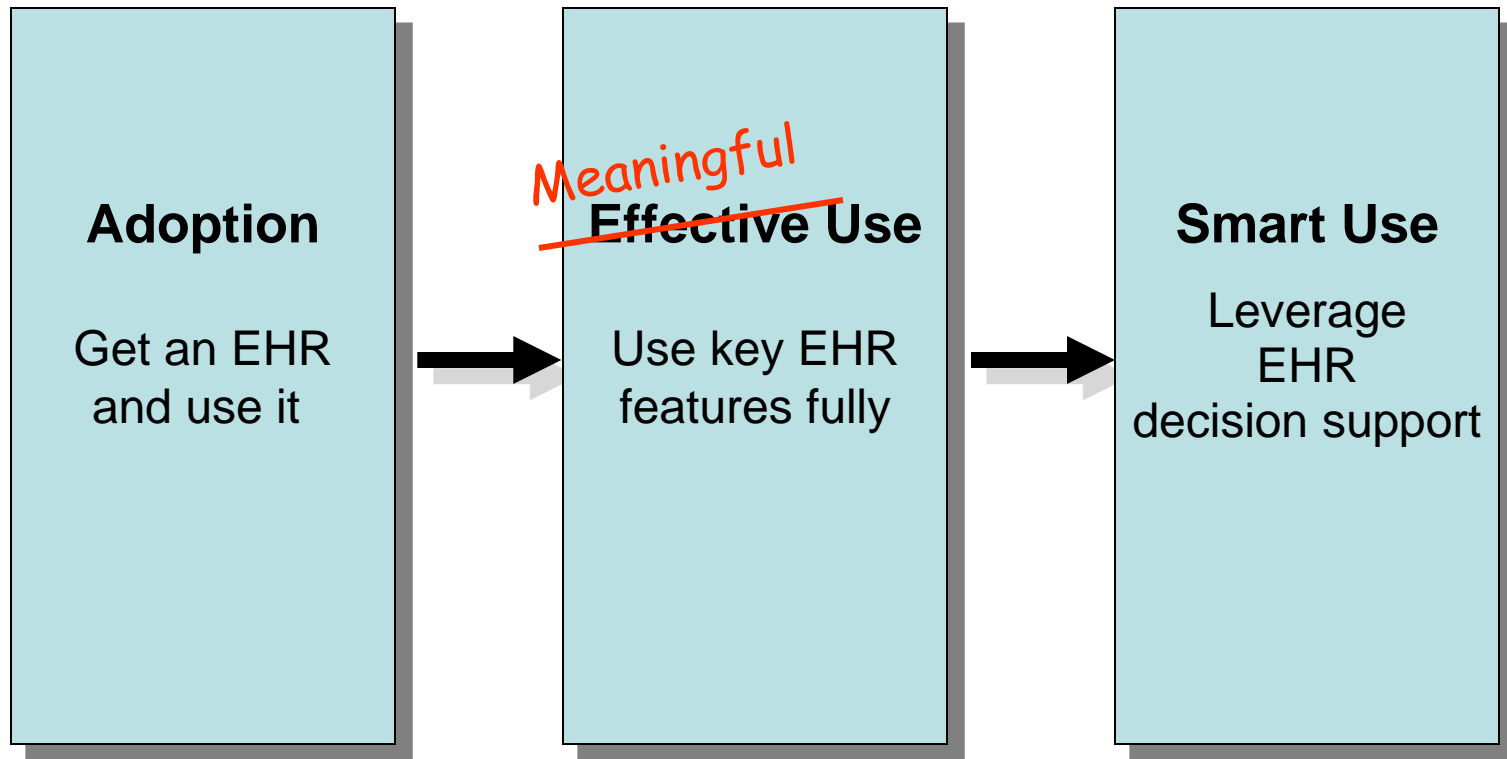 Adoption
Get an EHR
and use it
Meaningful
Effective Use
Use key EHR
features fully
Smart Use
Leverage
EHR
decision support